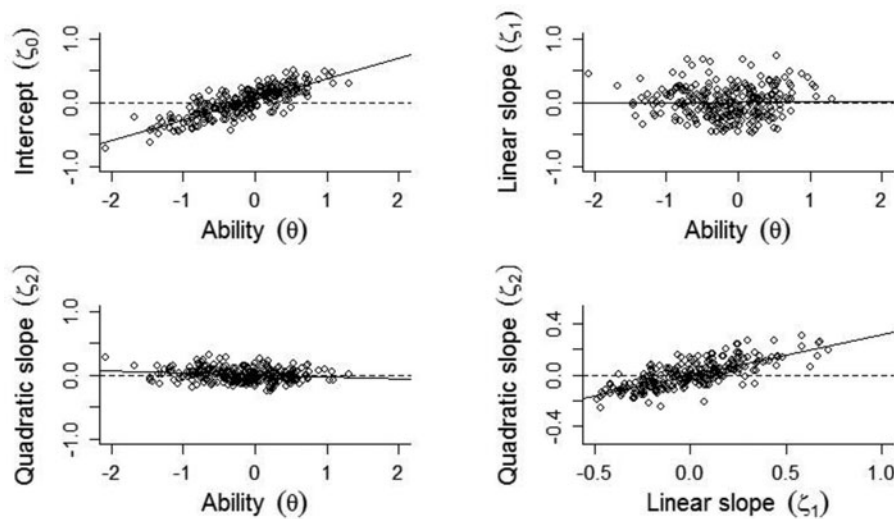 Intercept (ζ₀)
1.0
0.0
-1.0
-2 -1 0 1 2
Ability (θ)
Linear slope (ζ₁)
1.0
0.0
-1.0
-2 -1 0 1 2
Ability (θ)
Quadratic slope (ζ₂)
1.0
0.0
-1.0
-2 -1 0 1 2
Ability (θ)
Quadratic slope (ζ₂)
0.4
-0.4
-0.5 0.0 0.5 1.0
Linear slope (ζ₁)